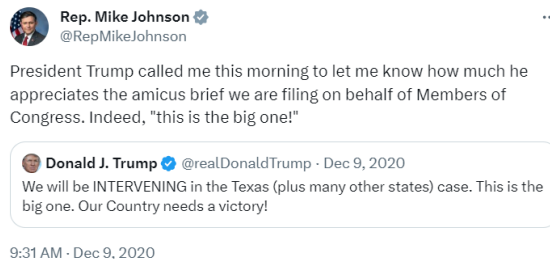 Rep. Mike Johnson
@RepMikeJohnson
President Trump called me this morning to let me know how much he
appreciates the amicus brief we are filing on behalf of Members of
Congress. Indeed, "this is the big one!"
Donald J. Trump @realDonaldTrump · Dec 9, 2020
We will be INTERVENING in the Texas (plus many other states) case. This is the
big one. Our Country needs a victory!
9:31 AM · Dec 9, 2020